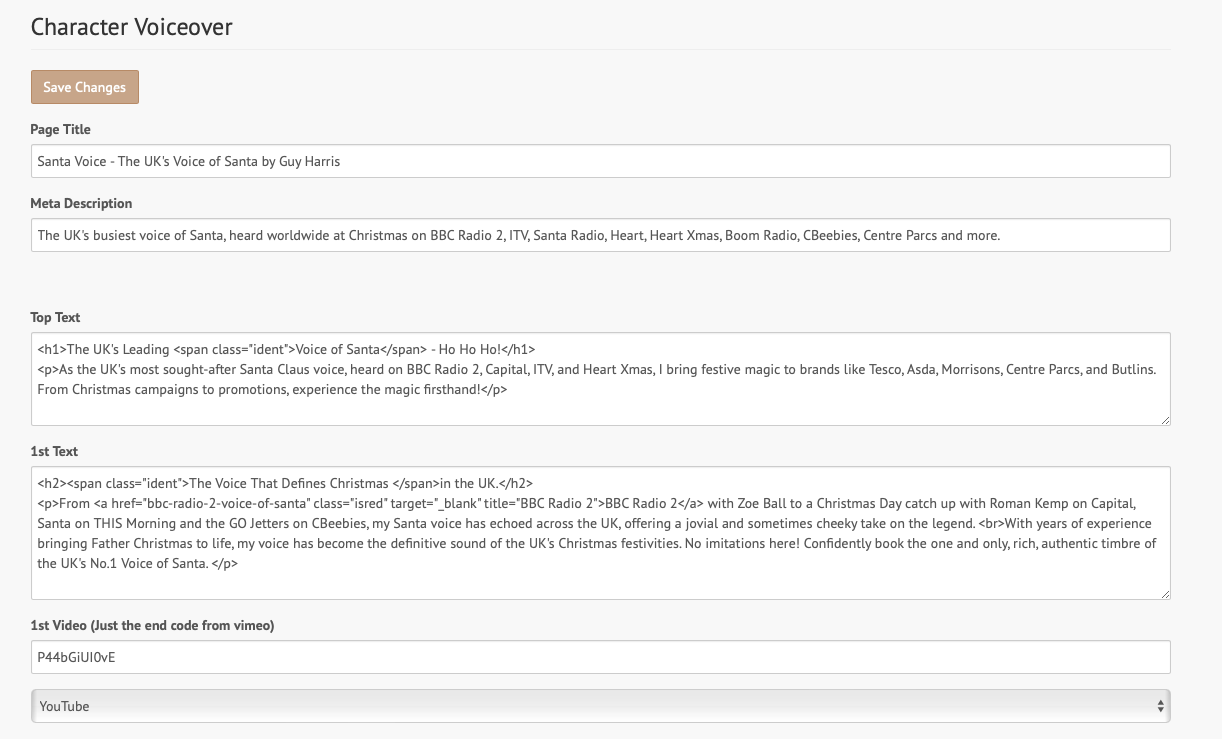 Character Voiceover
Save Changes
Page Title
Santa Voice - The UK's Voice of Santa by Guy Harris
Meta Description
The UK's busiest voice of Santa, heard worldwide at Christmas on BBC Radio 2, ITV, Santa Radio, Heart, Heart Xmas, Boom Radio, CBeebies, Centre Parcs and more.
Top Text
<h1>The UK's Leading <span class="ident">Voice of Santa</span> - Ho Ho Ho!</h1>
<p>As the UK's most sought-after Santa Claus voice, heard on BBC Radio 2, Capital, ITV, and Heart Xmas, I bring festive magic to brands like Tesco, Asda, Morrisons, Centre Parcs, and Butlins.
From Christmas campaigns to promotions, experience the magic firsthand!</p>
1st Text
<h2><span class="ident">The Voice That Defines Christmas </span>in the UK.</h2>
<p>From <a href="bbc-radio-2-voice-of-santa" class="isred" target="_blank" title="BBC Radio 2">BBC Radio 2</a> with Zoe Ball to a Christmas Day catch up with Roman Kemp on Capital,
Santa on THIS Morning and the GO Jetters on CBeebies, my Santa voice has echoed across the UK, offering a jovial and sometimes cheeky take on the legend. <br>With years of experience
bringing Father Christmas to life, my voice has become the definitive sound of the UK's Christmas festivities. No imitations here! Confidently book the one and only, rich, authentic timbre of
the UK's No.1 Voice of Santa. </p>
1st Video (Just the end code from vimeo)
P44bGiUI0vE
YouTube